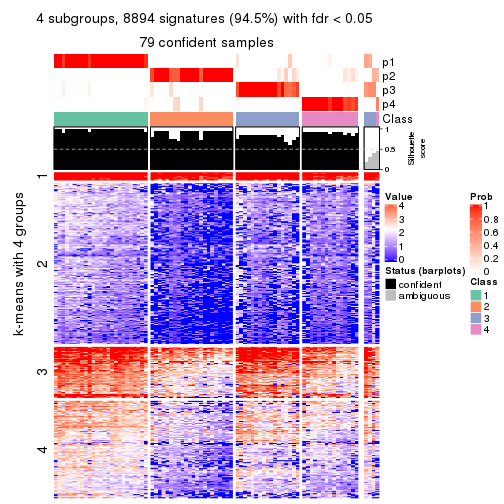 4 subgroups, 8894 signatures (94.5%) with fdr < 0.05
79 confident samples
p1
p2
p3
p4
Class
1
0.5
0
Silhouette
score
k-means with 4 groups
1
2
3
4
Value
4
3
2
1
0
Status (barplots)
confident
ambiguous
Prob
1
0.8
0.6
0.4
0.2
0
Class
1
2
3
4